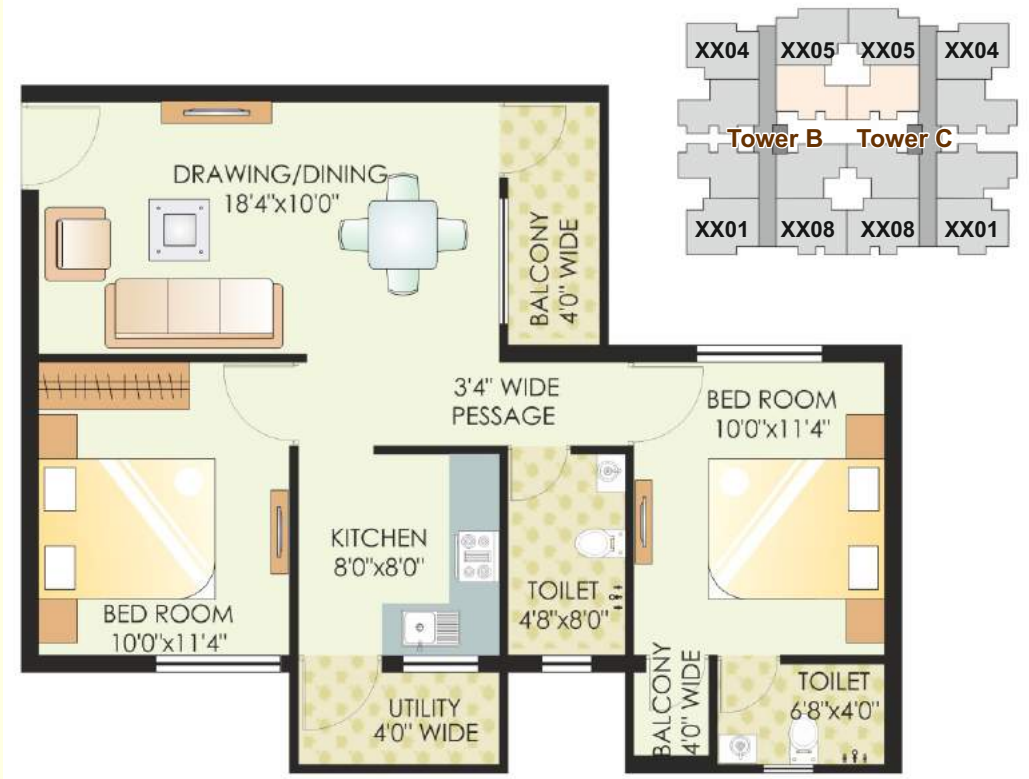 XX04 XX05 XX05 XX04
Tower B Tower C
XX01 XX08 XX08 XX01
DRAWING/DINING
18'4"x10'0"
BALCONY
4'0" WIDE
3'4" WIDE
PESSAGE
BED ROOM
10'0"x11'4"
KITCHEN
8'0"x8'0"
TOILET
4'8"x8'0"
BED ROOM
10'0"x11'4"
UTILITY
4'0" WIDE
BALCONY
4'0" WIDE
TOILET
6'8"x4'0"